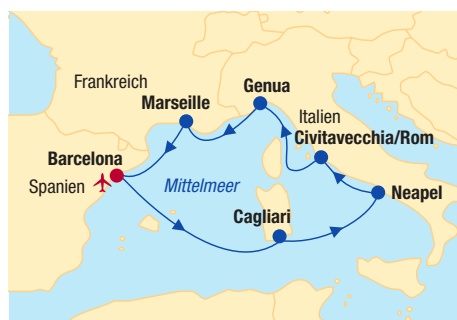 Frankreich
Genua
Marseille
Italien
Civitavecchia/Rom
Barcelona
Spanien
Mittelmeer
Neapel
Cagliari